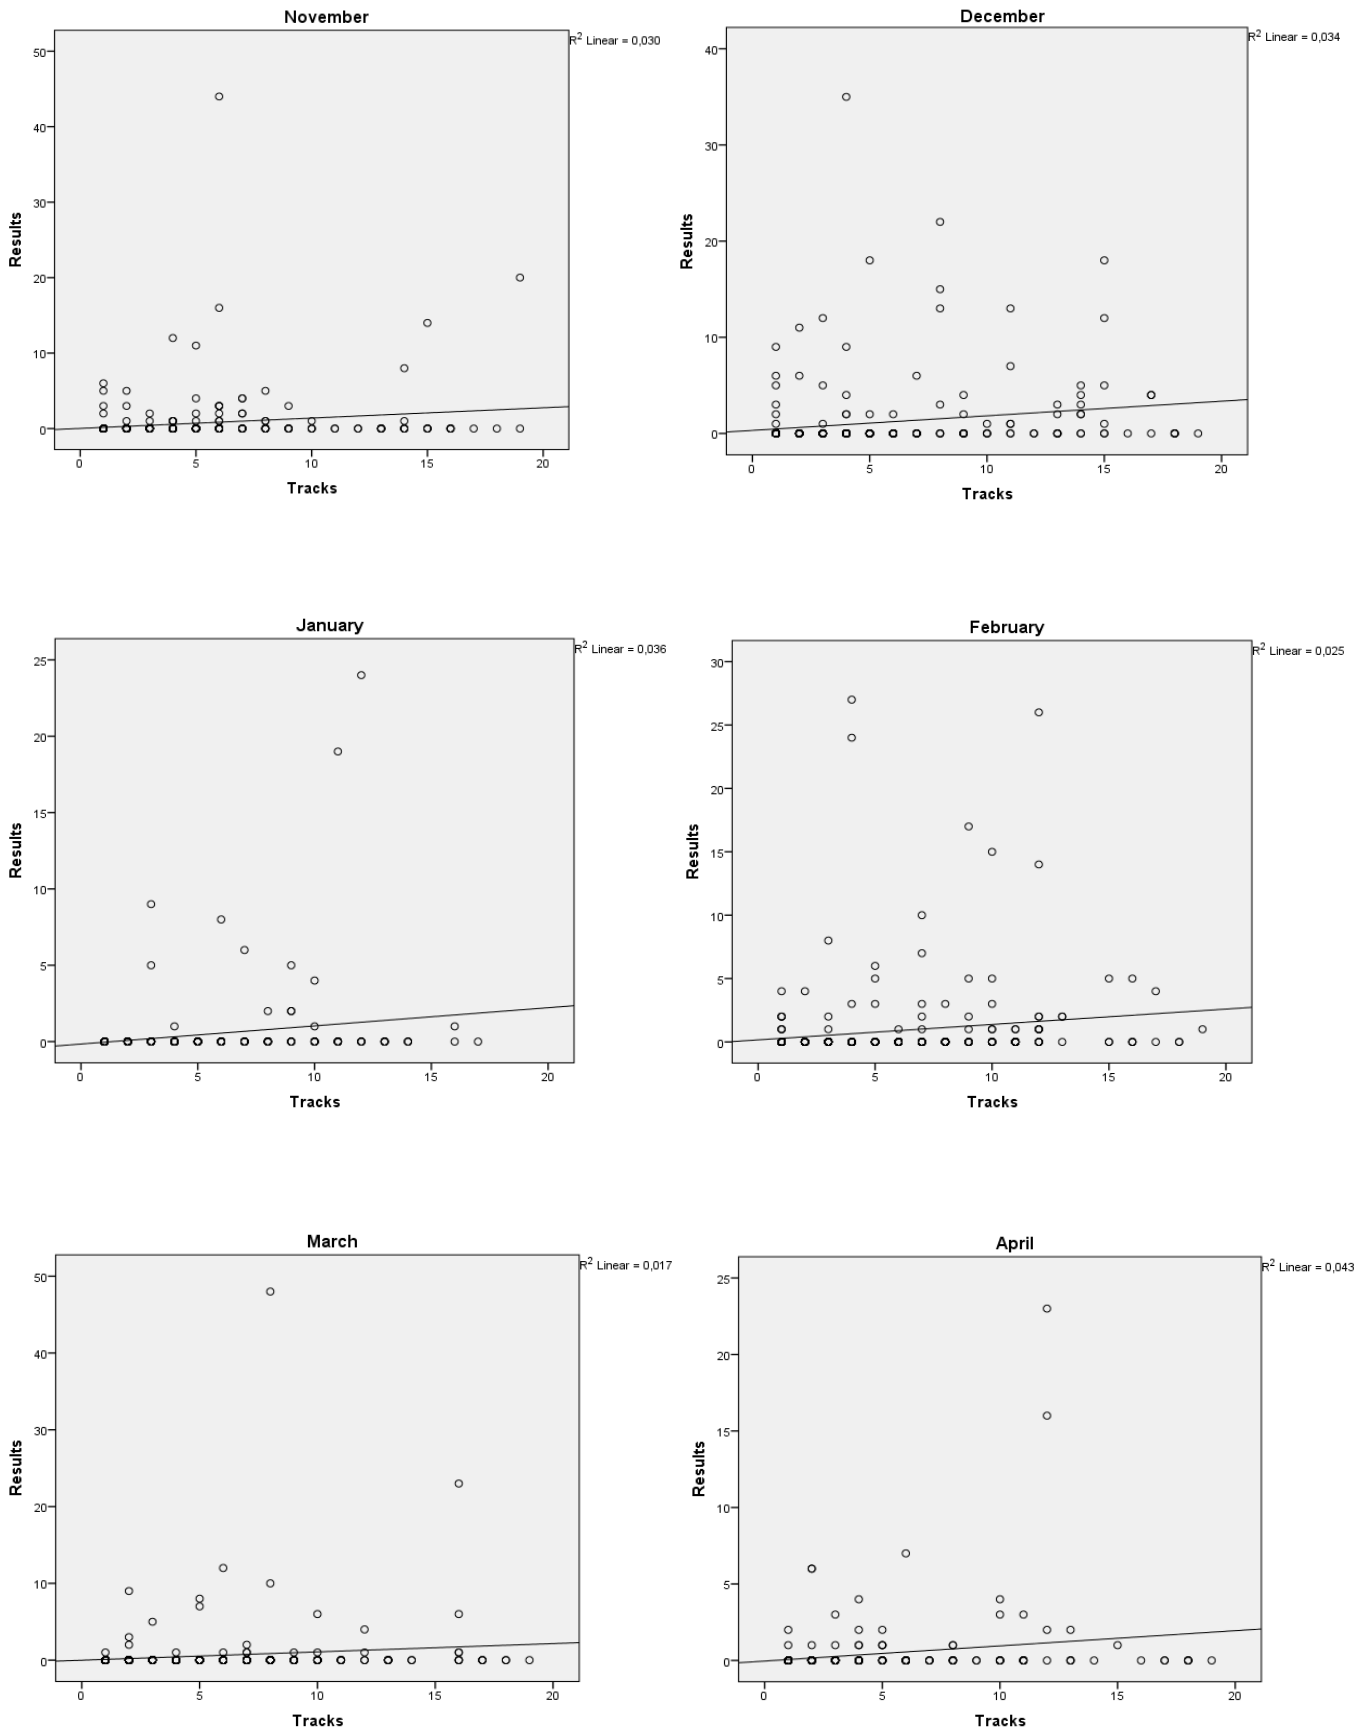 November
R² Linear = 0,030
50
40
30
20
10
0
Results
0 5 10 15 20
Tracks
December
R² Linear = 0,034
40
30
20
10
0
Results
0 5 10 15 20
Tracks
January
R² Linear = 0,036
25
20
15
10
5
0
Results
0 5 10 15 20
Tracks
February
R² Linear = 0,025
30
25
20
15
10
5
0
Results
0 5 10 15 20
Tracks
March
R² Linear = 0,017
50
40
30
20
10
0
Results
0 5 10 15 20
Tracks
April
R² Linear = 0,043
25
20
15
10
5
0
Results
0 5 10 15 20
Tracks